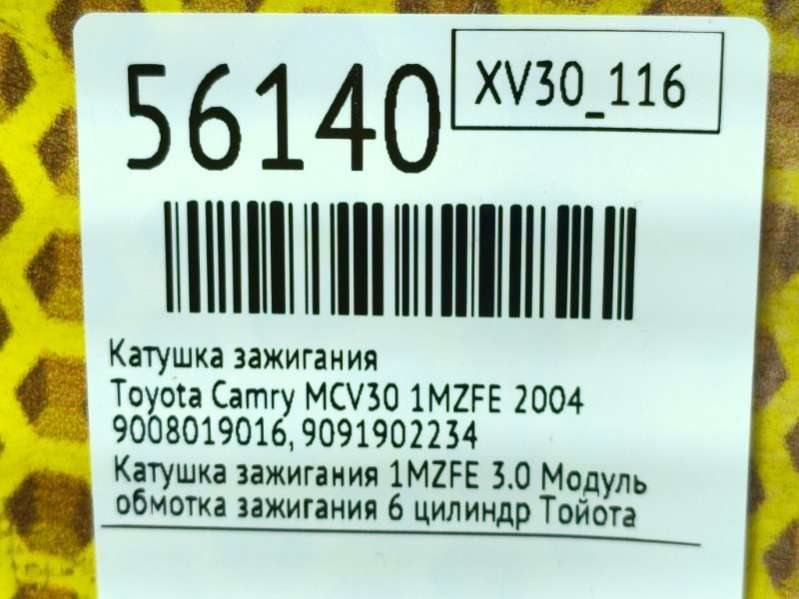 56140
XV30_116
Катушка зажигания
Toyota Camry MCV30 1MZFE 2004
9008019016, 9091902234
Катушка зажигания 1MZFE 3.0 Модуль
обмотка зажигания 6 цилиндр Тойота